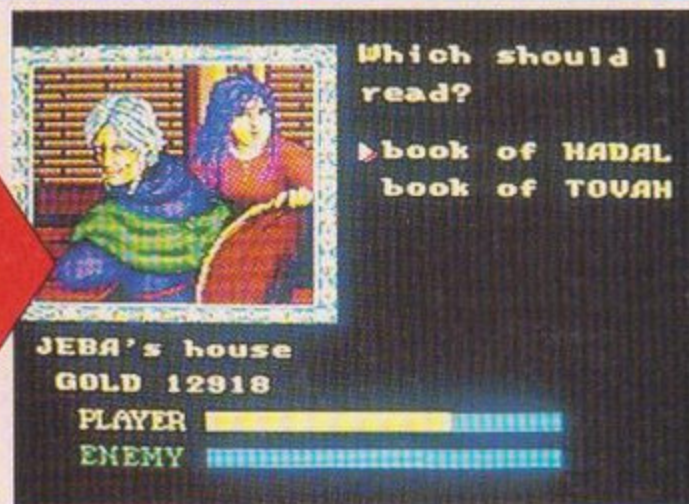 Which should I
read?
book of HADAL
book of TOVAH
JEBA's house
GOLD 12918
PLAYER
ENEMY